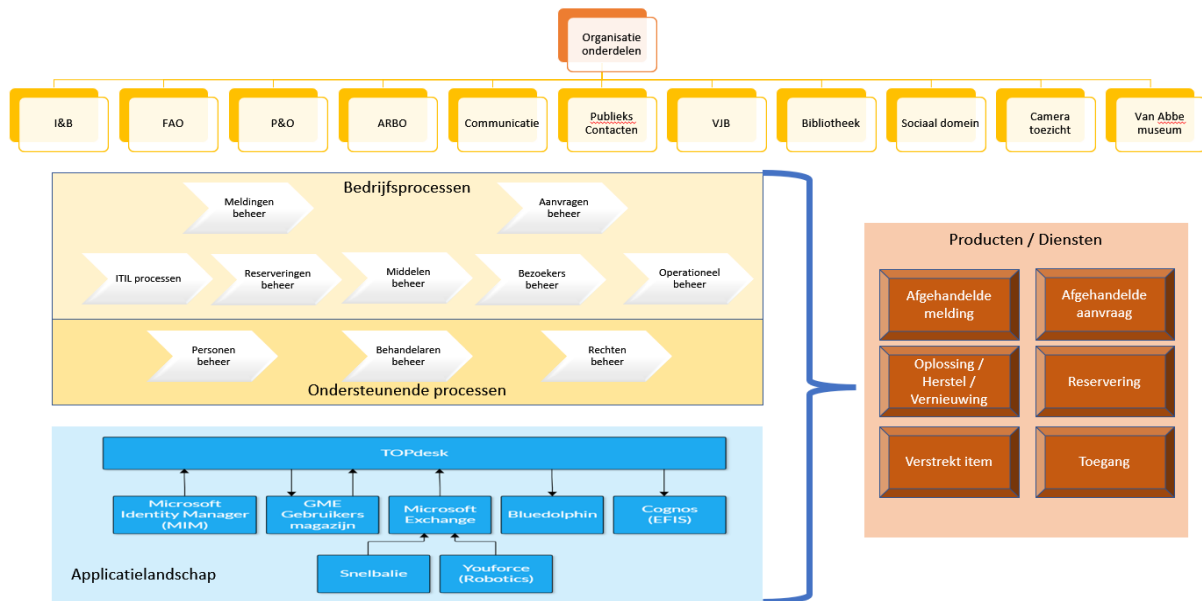 Organisatie
onderdelen
I&B
FAO
P&O
ARBO
Communicatie
Publieks
Contacten
VJB
Bibliotheek
Sociaal domein
Camera
toezicht
Van Abbe
museum
Bedrijfsprocessen
Meldingen
beheer
Aanvragen
beheer
ITIL processen
Reserveringen
beheer
Middelen
beheer
Bezoekers
beheer
Operationeel
beheer
Personen
beheer
Behandelaren
beheer
Rechten
beheer
Ondersteunende processen
TOPdesk
Microsoft
Identity Manager
(MIM)
GME
Gebruikers
magazijn
Microsoft
Exchange
Bluedolphin
Cognos
(EFIS)
Snelbalie
Youforce
(Robotics)
Applicatielandschap
Producten / Diensten
Afgehandelde
melding
Afgehandelde
aanvraag
Oplossing /
Herstel /
Vernieuwing
Reservering
Verstrekt item
Toegang